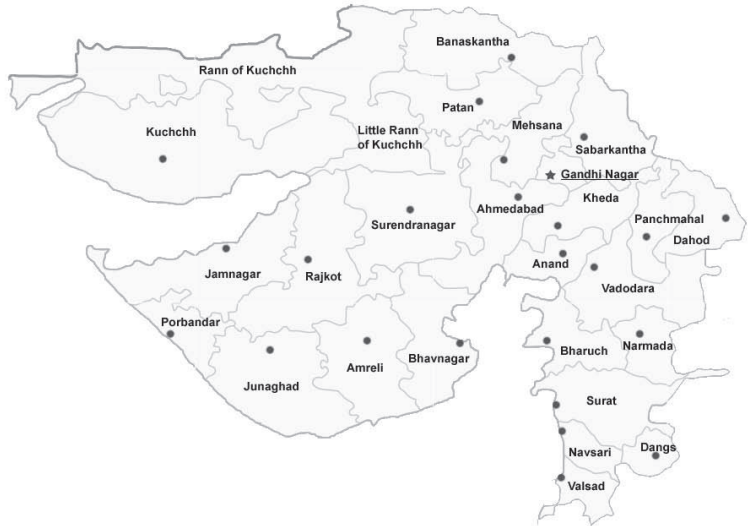 Banaskantha
Rann of Kuchchh
Patan
Mehsana
Kuchchh
Little Rann
of Kuchchh
Sabarkantha
Gandhi Nagar
Kheda
Ahmedabad
Surendranagar
Panchmahal
Dahod
Anand
Jamnagar
Rajkot
Vadodara
Porbandar
Narmada
Bharuch
Bhavnagar
Amreli
Junaghad
Surat
Dangs
Navsari
Valsad